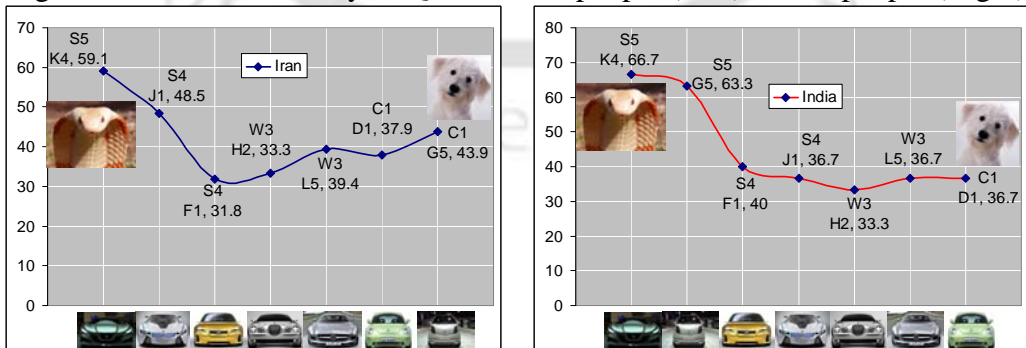 70
60
50
40
30
20
10
0
S5
K4, 59.1
S4
J1, 48.5
S4
F1, 31.8
W3
H2, 33.3
W3
L5, 39.4
C1
D1, 37.9
C1
G5, 43.9
Iran
80
70
60
50
40
30
20
10
0
S5
K4, 66.7
S5
G5, 63.3
S4
F1, 40
S4
J1, 36.7
W3
H2, 33.3
W3
L5, 36.7
C1
D1, 36.7
India